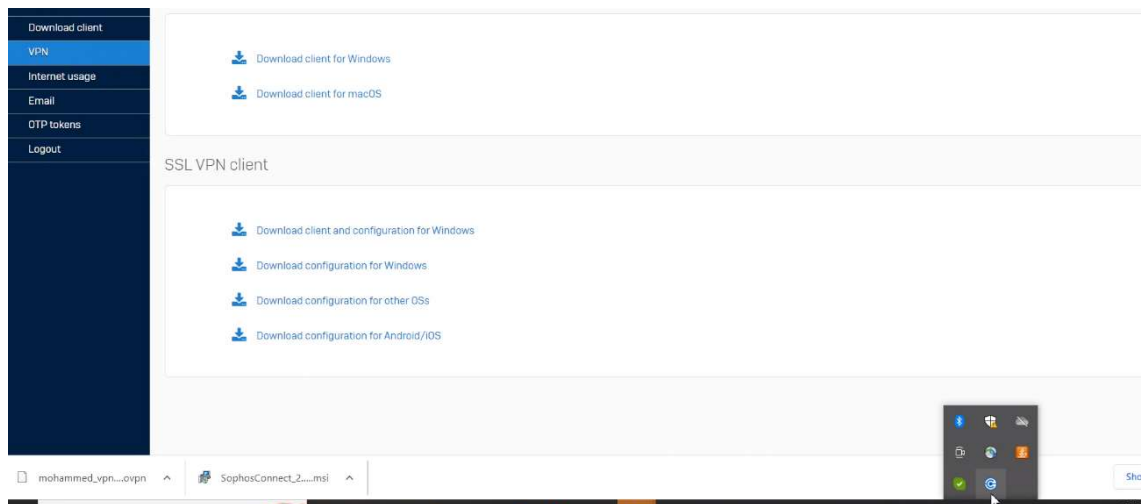 Download client
VPN
Internet usage
Email
OTP tokens
Logout
Download client for Windows
Download client for macOS
SSL VPN client
Download client and configuration for Windows
Download configuration for Windows
Download configuration for other OSs
Download configuration for Android/iOS
mohammed_vpn....ovpn
SophosConnect_2.....msi
Sho